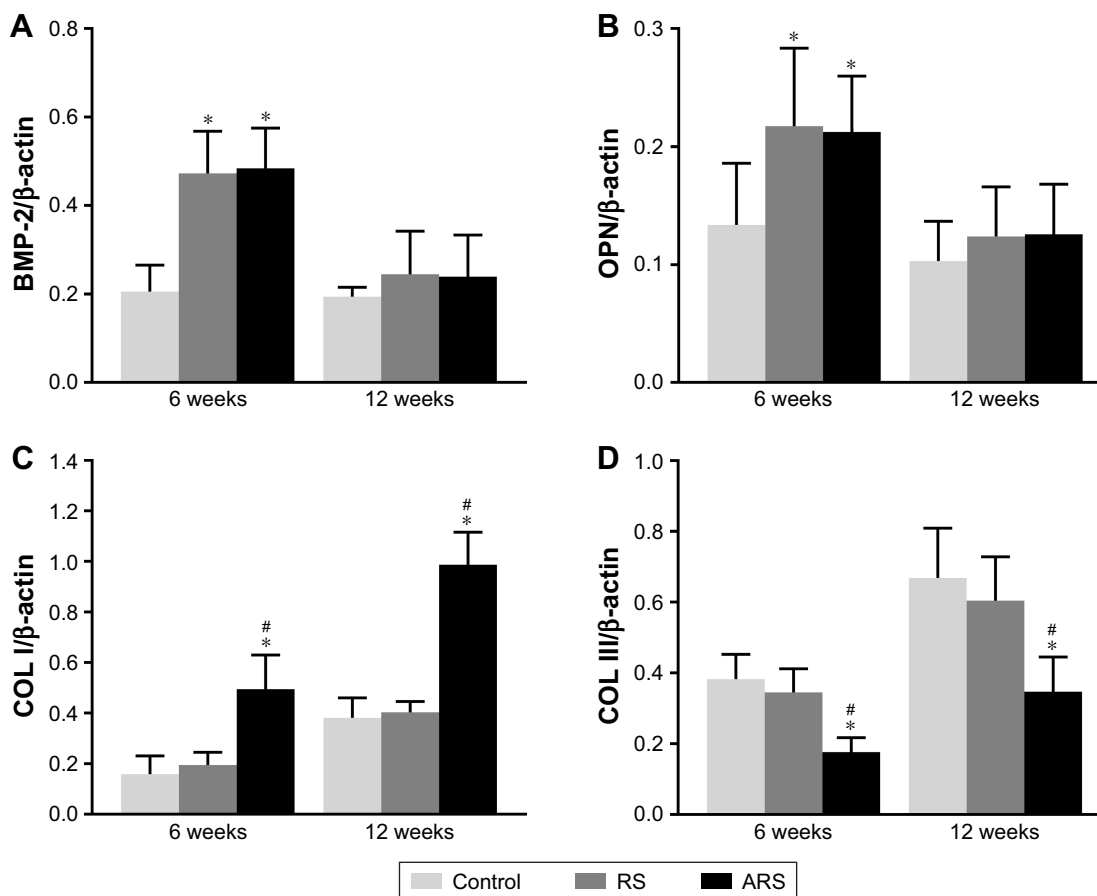 A
BMP-2/β-actin
0.8
0.6
0.4
0.2
0.0
* *
6 weeks 12 weeks
B
OPN/β-actin
0.3
0.2
0.1
0.0
* *
6 weeks 12 weeks
C
COL I/β-actin
1.4
1.2
1.0
0.8
0.6
0.4
0.2
0.0
#
*
#
*
6 weeks 12 weeks
D
COL III/β-actin
1.0
0.8
0.6
0.4
0.2
0.0
#
*
#
*
6 weeks 12 weeks
Control RS ARS